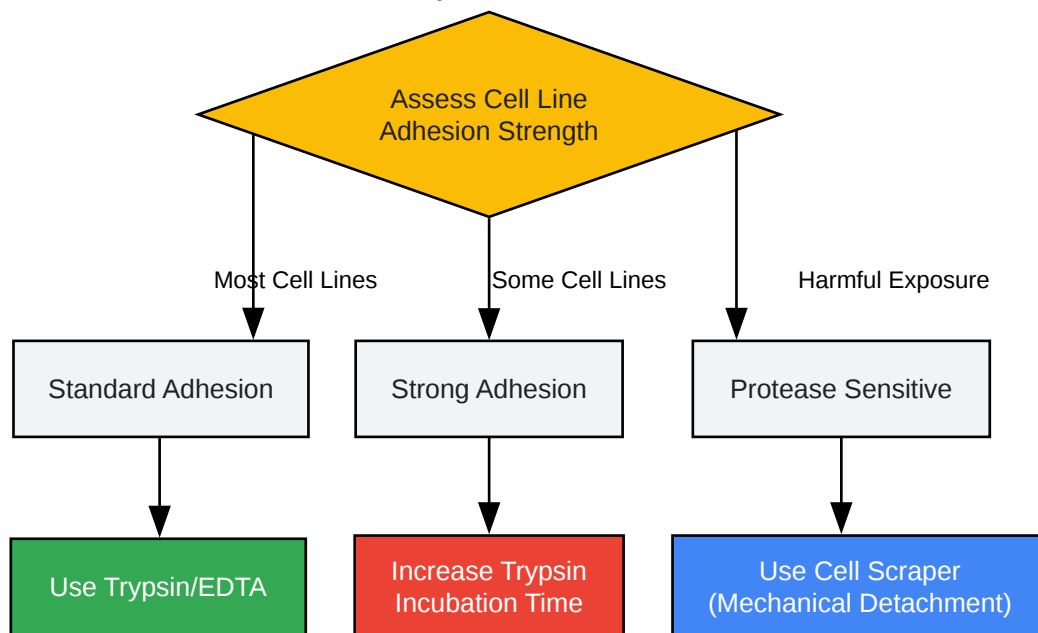 Assess Cell Line
Adhesion Strength
Most Cell Lines
Some Cell Lines
Harmful Exposure
Standard Adhesion
Strong Adhesion
Protease Sensitive
Use Trypsin/EDTA
Increase Trypsin
Incubation Time
Use Cell Scraper
(Mechanical Detachment)